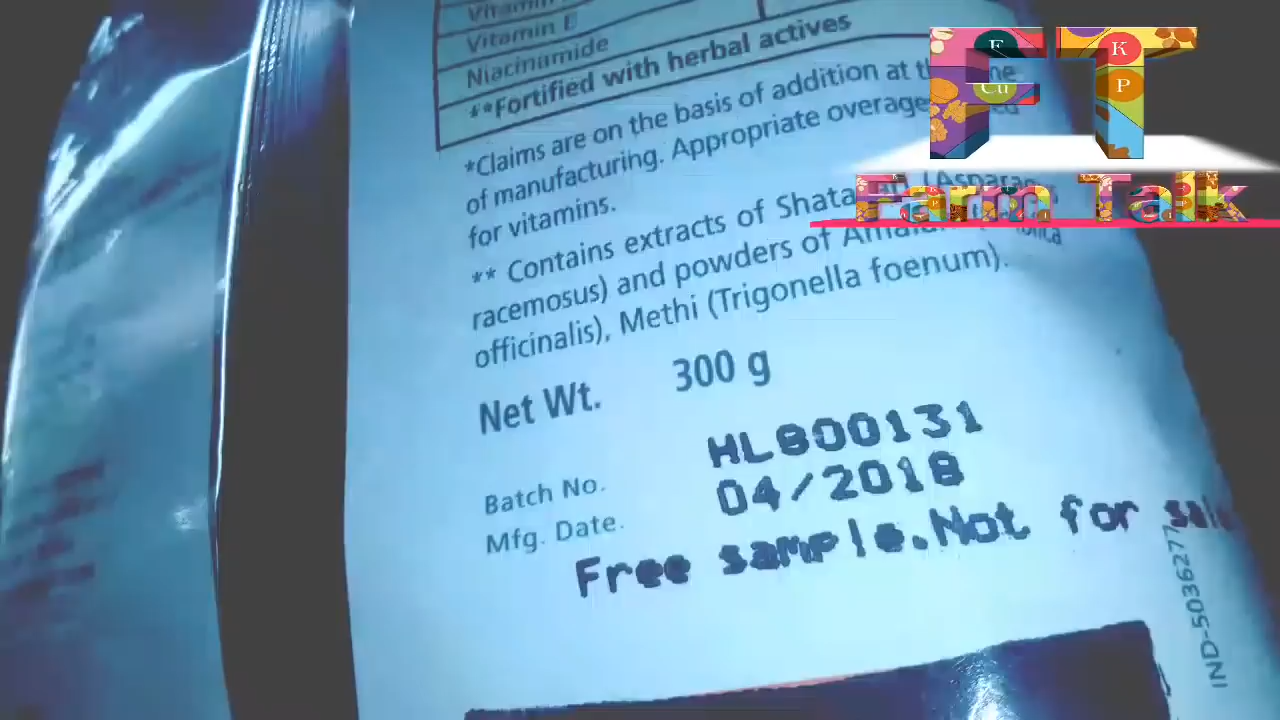 Vitamin E
Niacinamide
**Fortified with herbal actives
*Claims are on the basis of addition at
of manufacturing. Appropriate overage
for vitamins.
** Contains extracts of
racemosus) and powders of
officinalis), Methi (Trigonella foenum).
Net Wt. 300 g
Batch No. HL800131
Mfg. Date. 04/2018
Free sample.Not for sale
IND-5036277
FT
F
Cu
K
P
Farm Talk